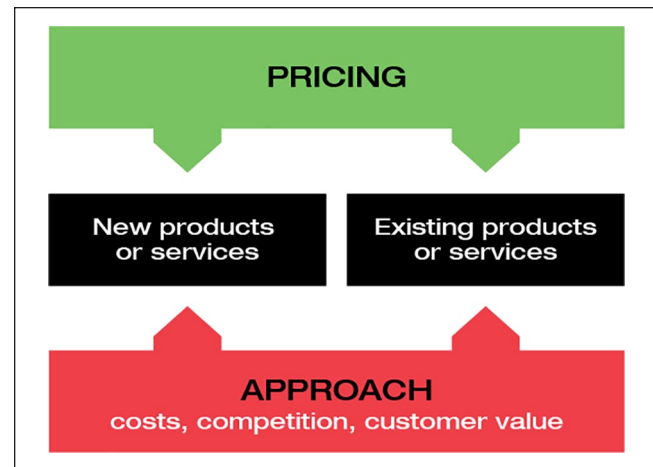 PRICING
New products
or services
Existing products
or services
APPROACH
costs, competition, customer value